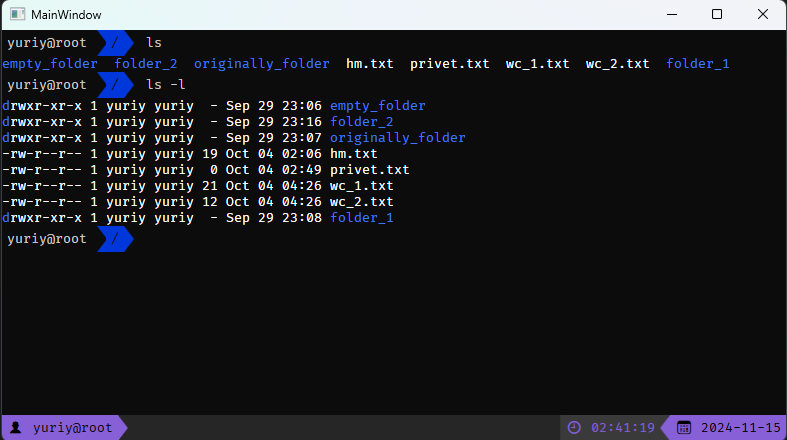 MainWindow
yuriy@root / ls
empty_folder folder_2 originally_folder hm.txt privet.txt wc_1.txt wc_2.txt folder_1
yuriy@root / ls -l
drwxr-xr-x 1 yuriy yuriy - Sep 29 23:06 empty_folder
drwxr-xr-x 1 yuriy yuriy - Sep 29 23:16 folder_2
drwxr-xr-x 1 yuriy yuriy - Sep 29 23:07 originally_folder
-rw-r--r-- 1 yuriy yuriy 19 Oct 04 02:06 hm.txt
-rw-r--r-- 1 yuriy yuriy 0 Oct 04 02:49 privet.txt
-rw-r--r-- 1 yuriy yuriy 21 Oct 04 04:26 wc_1.txt
-rw-r--r-- 1 yuriy yuriy 12 Oct 04 04:26 wc_2.txt
drwxr-xr-x 1 yuriy yuriy - Sep 29 23:08 folder_1
yuriy@root /
yuriy@root 02:41:19 2024-11-15